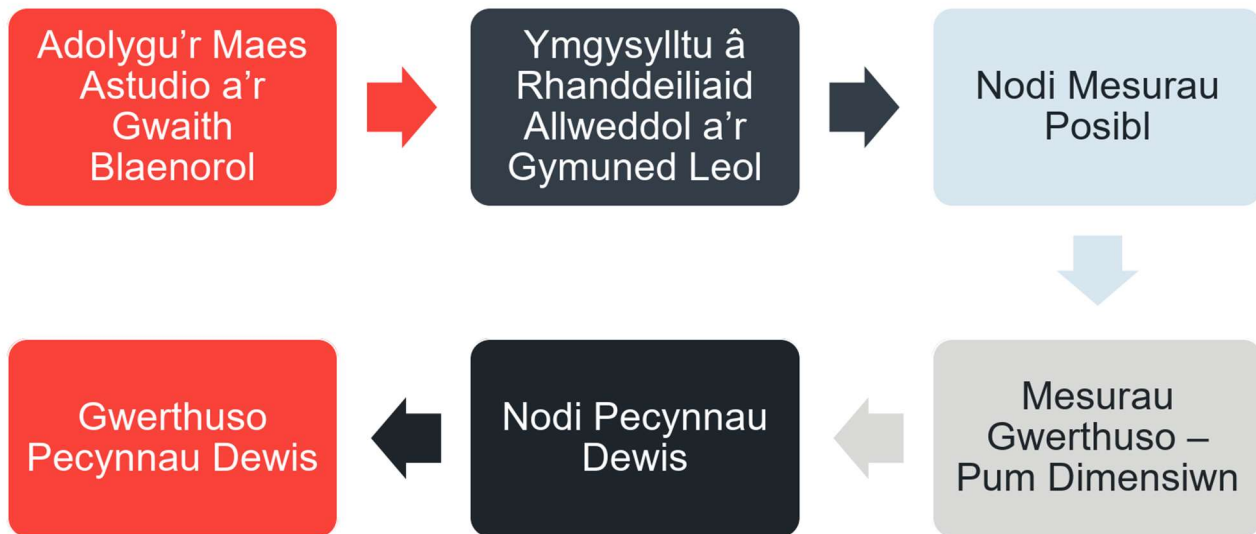 Adolygu’r Maes
Astudio a’r
Gwaith
Blaenorol
Ymgysylltu â
Rhanddeiliaid
Allweddol a’r
Gymuned Leol
Nodi Mesurau
Posibl
Mesurau
Gwerthuso –
Pum Dimensiwn
Nodi Pecynnau
Dewis
Gwerthuso
Pecynnau Dewis